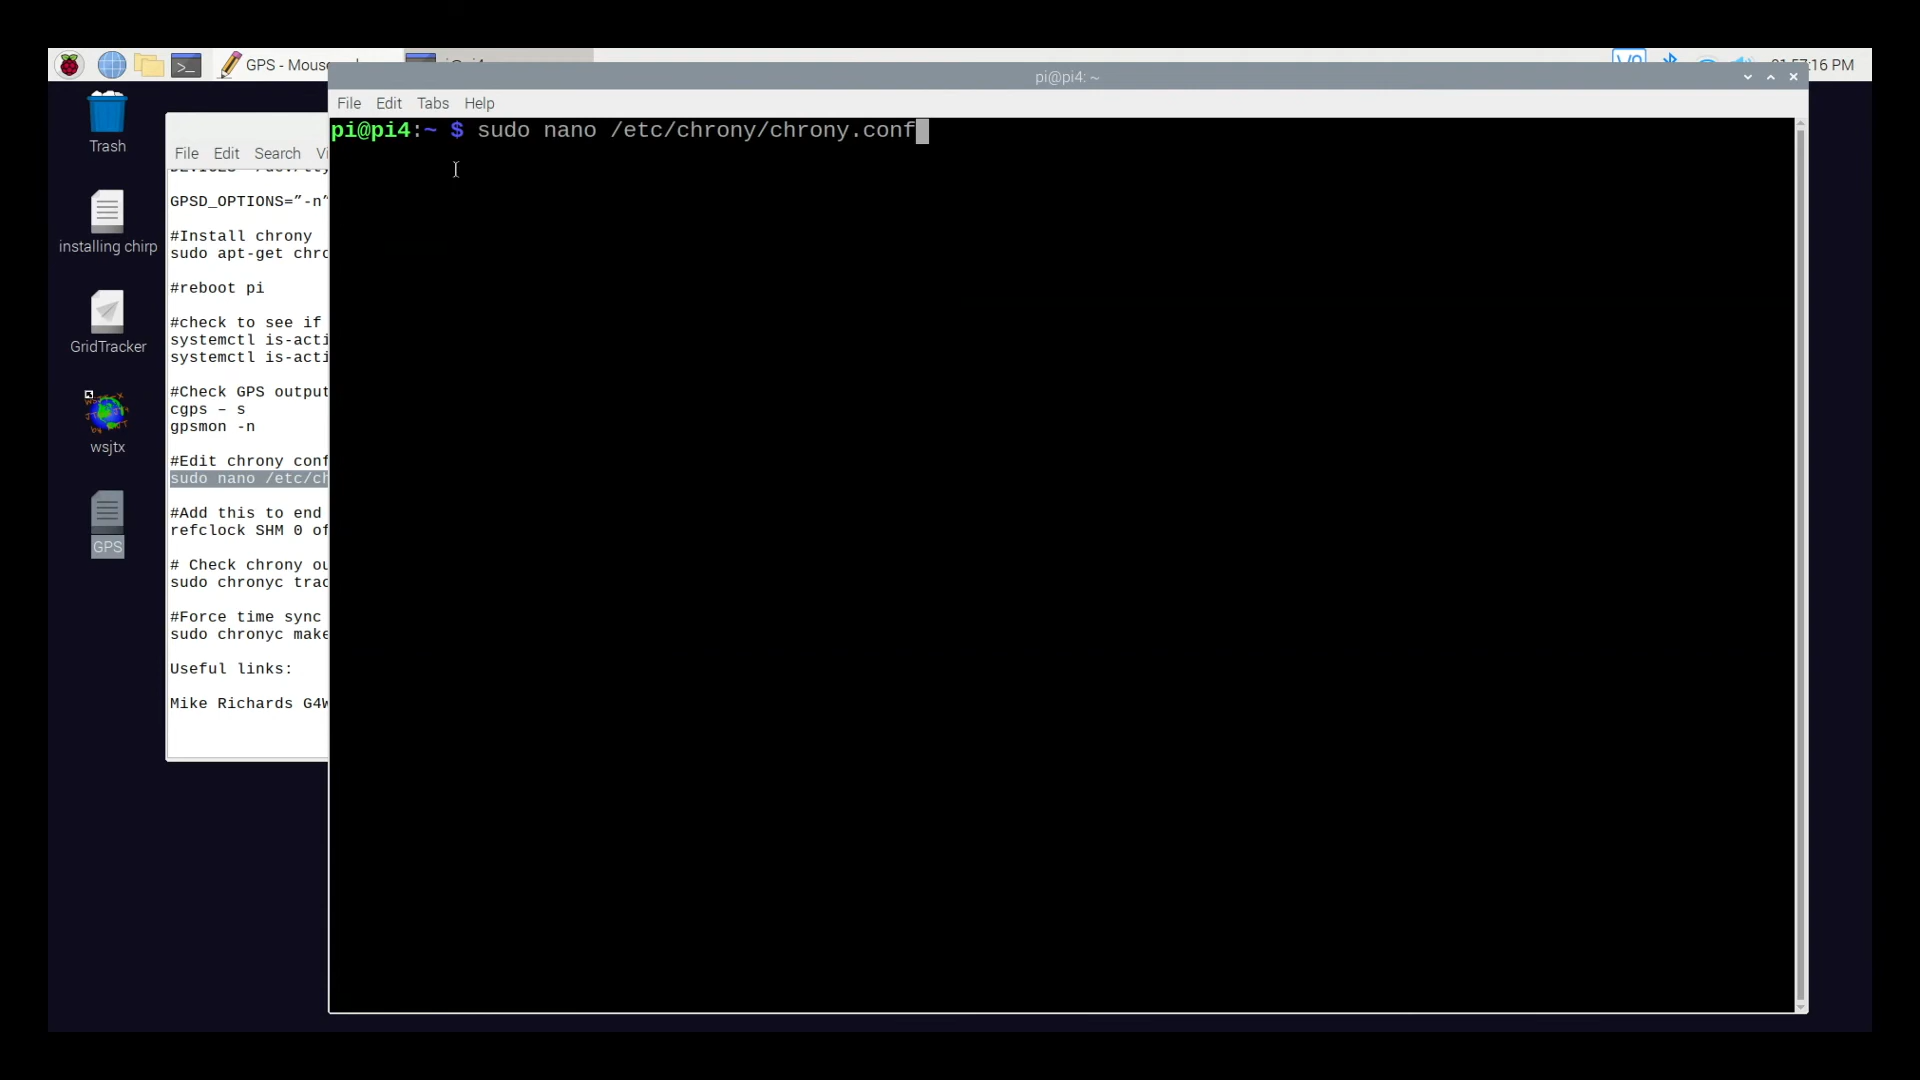 GPS - Mouse
16 PM
pi@pi4: ~
File Edit Tabs Help
pi@pi4:~ $ sudo nano /etc/chrony/chrony.conf
Trash
installing chirp
GridTracker
wsjtx
GPS
File Edit Search
GPSD_OPTIONS=”-n”
#Install chrony
sudo apt-get chro
#reboot pi
#check to see if
systemctl is-acti
systemctl is-acti
#Check GPS output
cgps – s
gpsmon -n
#Edit chrony conf
sudo nano /etc/ch
#Add this to end
refclock SHM 0 of
# Check chrony ou
sudo chronyc trac
#Force time sync
sudo chronyc make
Useful links:
Mike Richards G4W